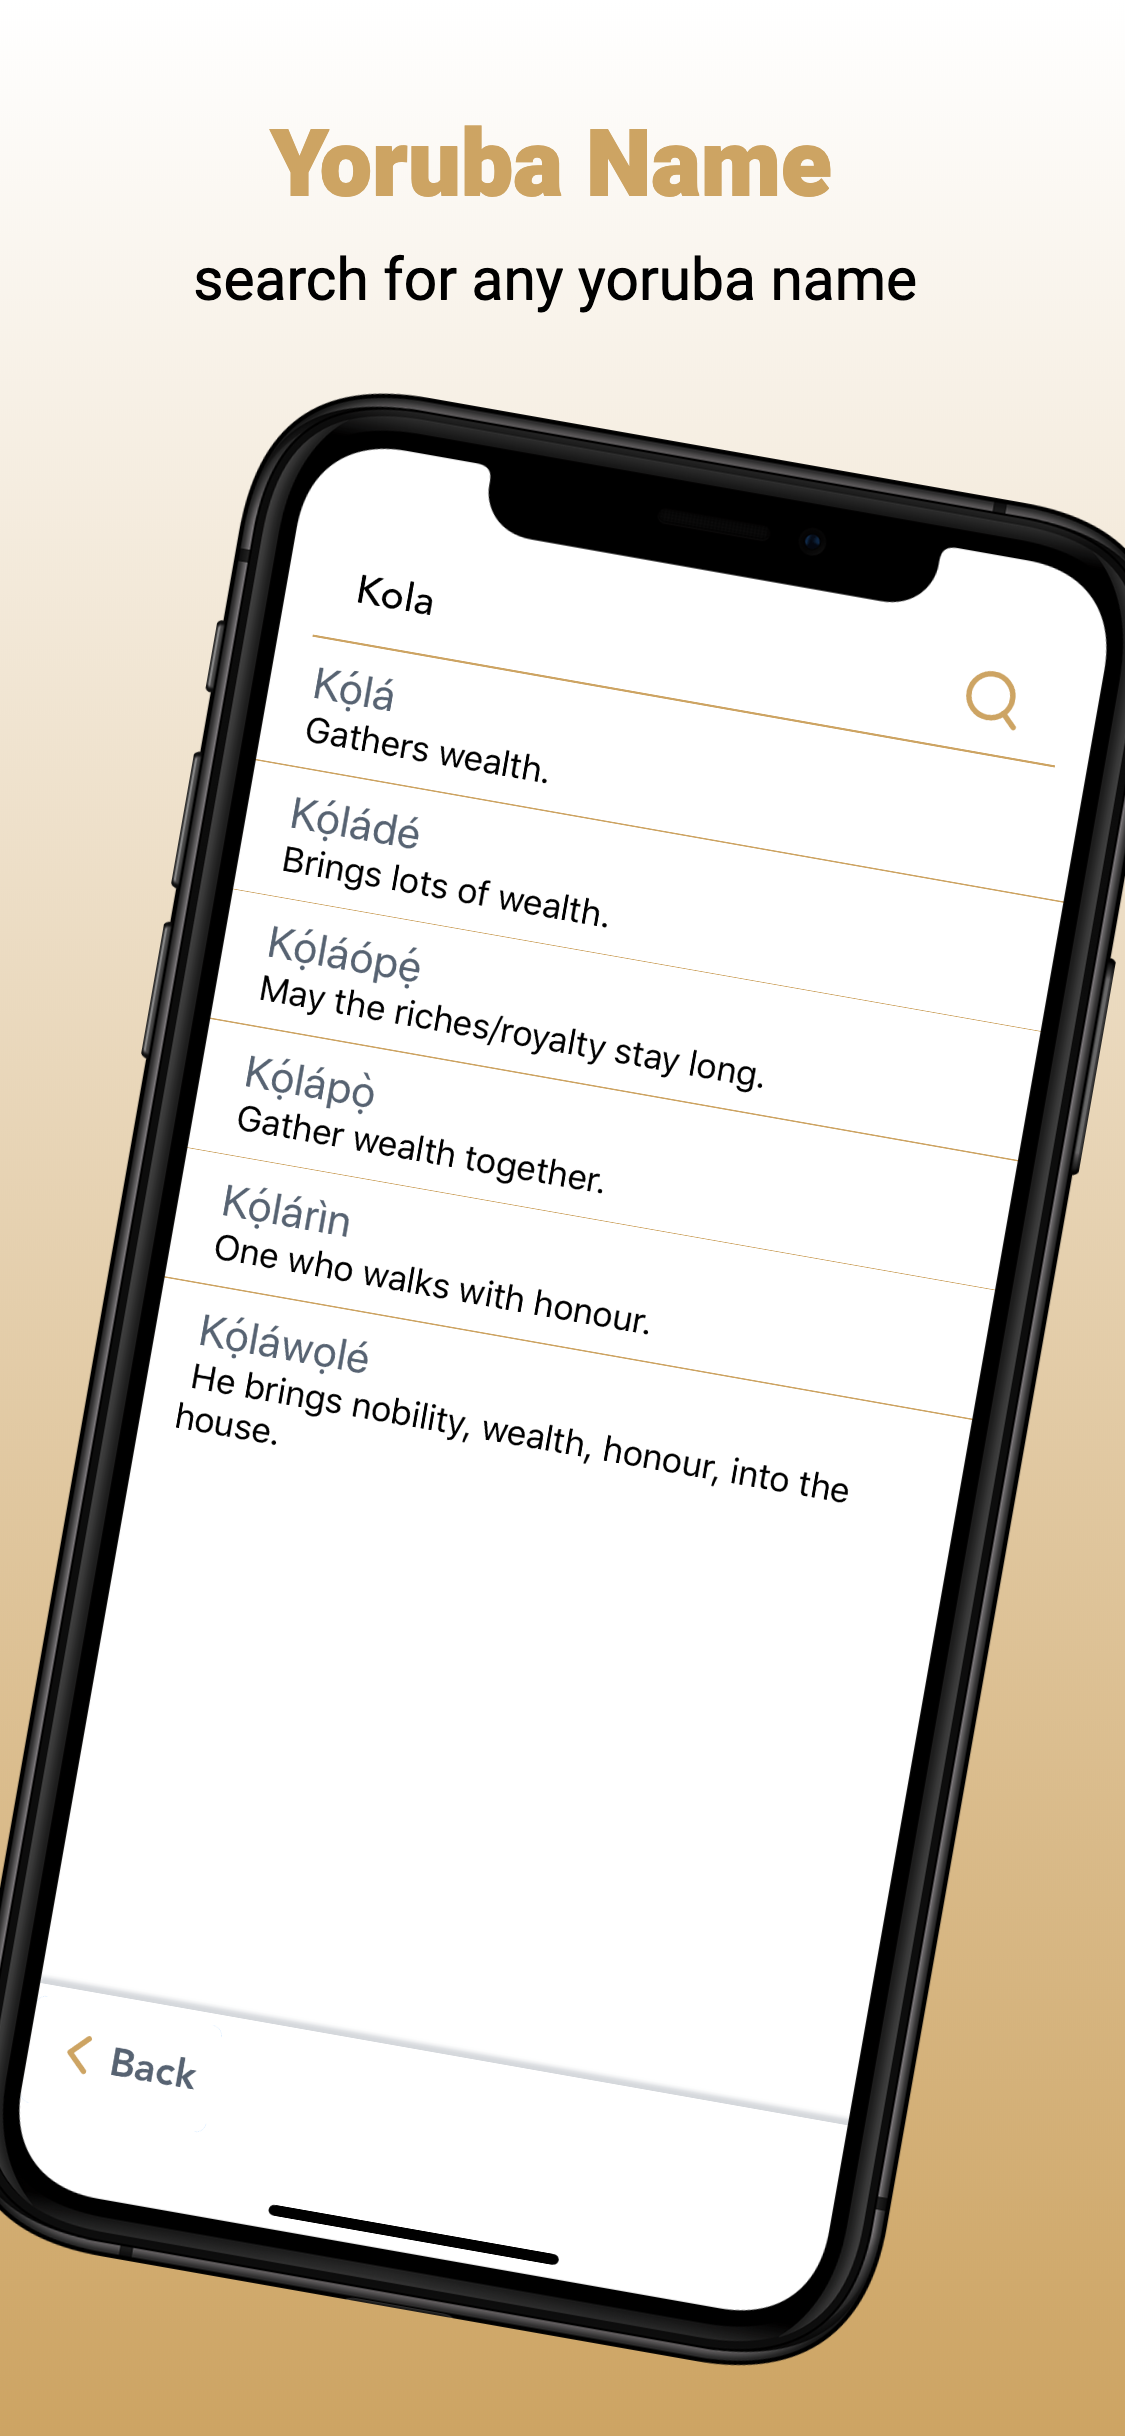 Yoruba Name
search for any yoruba name
Kola
Kọ́lá
Gathers wealth.
Kọ́ládé
Brings lots of wealth.
Kọ́láópẹ́
May the riches/royalty stay long.
Kọ́lápọ̀
Gather wealth together.
Kọ́lárìn
One who walks with honour.
Kọ́láwọlé
He brings nobility, wealth, honour, into the
house.
Back